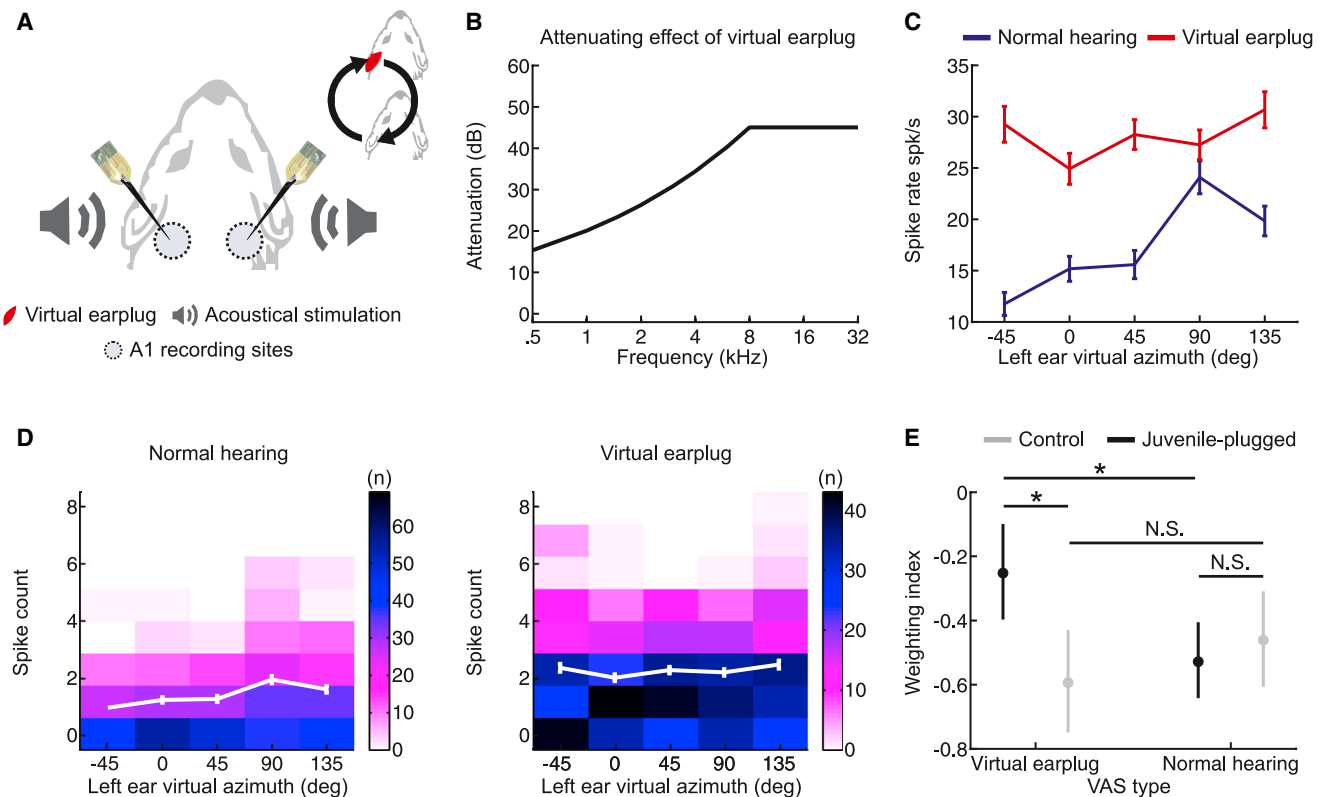 A
Virtual earplug
Acoustical stimulation
A1 recording sites
B
Attenuating effect of virtual earplug
60
50
40
30
20
10
0
Attenuation (dB)
.5 1 2 4 8 16 32
Frequency (kHz)
C
Normal hearing
Virtual earplug
35
30
25
20
15
10
Spike rate spk/s
-45 0 45 90 135
Left ear virtual azimuth (deg)
D
Normal hearing
(n)
8
6
4
2
0
Spike count
60
50
40
30
20
10
0
-45 0 45 90 135
Left ear virtual azimuth (deg)
Virtual earplug
(n)
8
6
4
2
0
Spike count
40
30
20
10
0
-45 0 45 90 135
Left ear virtual azimuth (deg)
E
Control
Juvenile-plugged
0
-0.2
-0.4
-0.6
-0.8
Weighting index
*
*
N.S.
N.S.
Virtual earplug
Normal hearing
VAS type